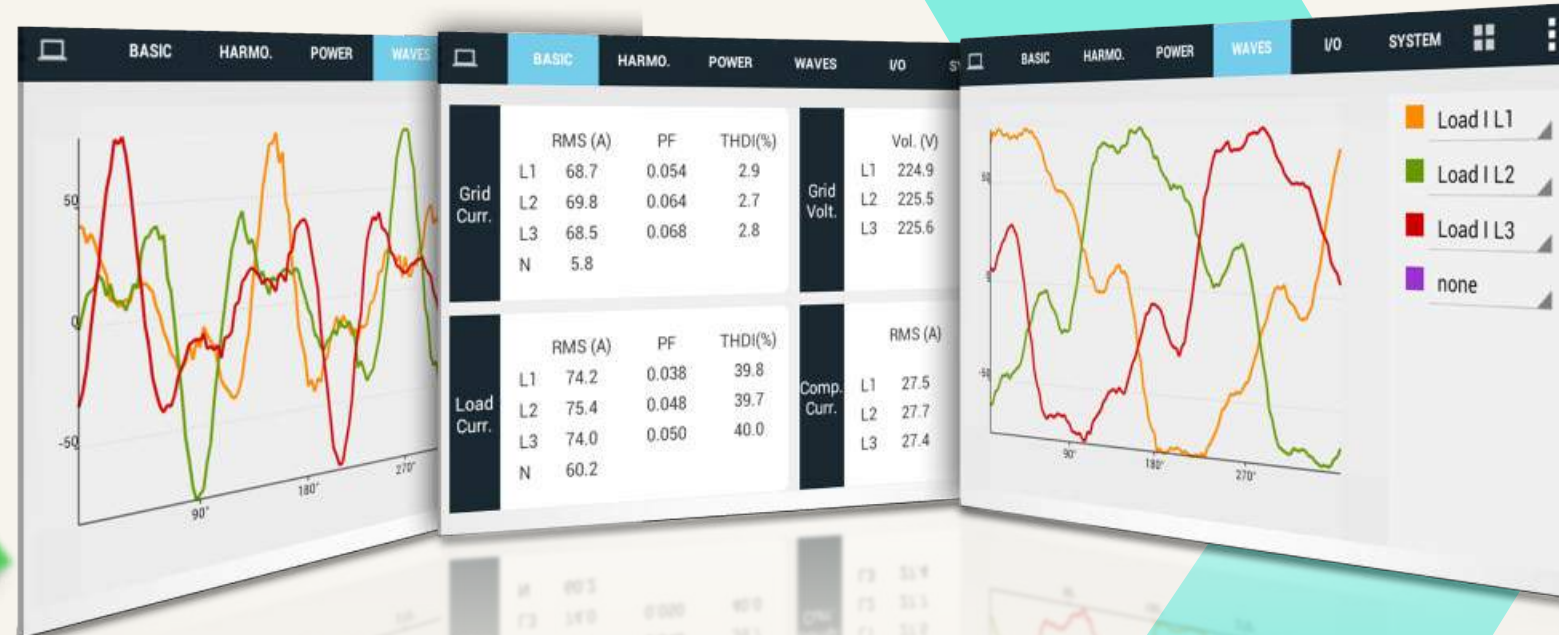 BASIC HARMO. POWER WAVES
50
0
-50
90°
180°
270°
BASIC HARMO. POWER WAVES I/O
Grid Curr.
RMS (A) PF THDI(%)
L1 68.7 0.054 2.9
L2 69.8 0.064 2.7
L3 68.5 0.068 2.8
N 5.8
Grid Volt.
Vol. (V)
L1 224.9
L2 225.5
L3 225.6
Load Curr.
RMS (A) PF THDI(%)
L1 74.2 0.038 39.8
L2 75.4 0.048 39.7
L3 74.0 0.050 40.0
N 60.2
Comp. Curr.
RMS (A)
L1 27.5
L2 27.7
L3 27.4
BASIC HARMO. POWER WAVES I/O SYSTEM
50
0
-50
90°
180°
270°
Load I L1
Load I L2
Load I L3
none